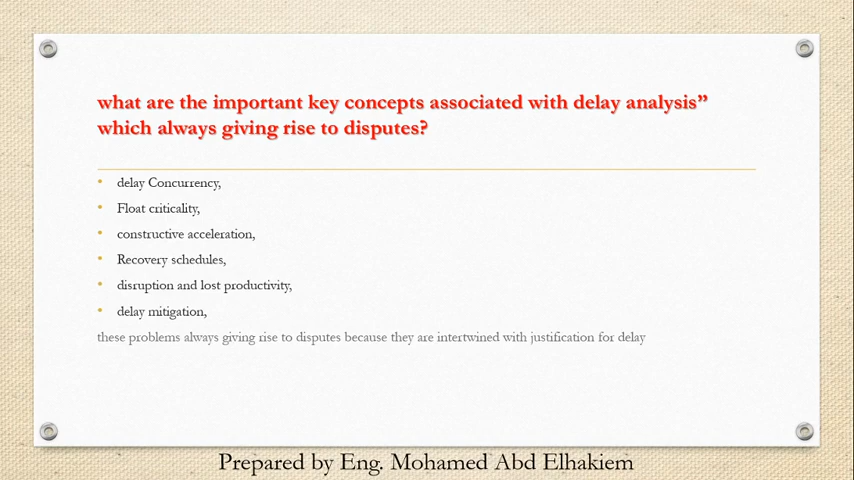 what are the important key concepts associated with delay analysis”
which always giving rise to disputes?
• delay Concurrency,
• Float criticality,
• constructive acceleration,
• Recovery schedules,
• disruption and lost productivity,
• delay mitigation,
these problems always giving rise to disputes because they are intertwined with justification for delay
Prepared by Eng. Mohamed Abd Elhakiem